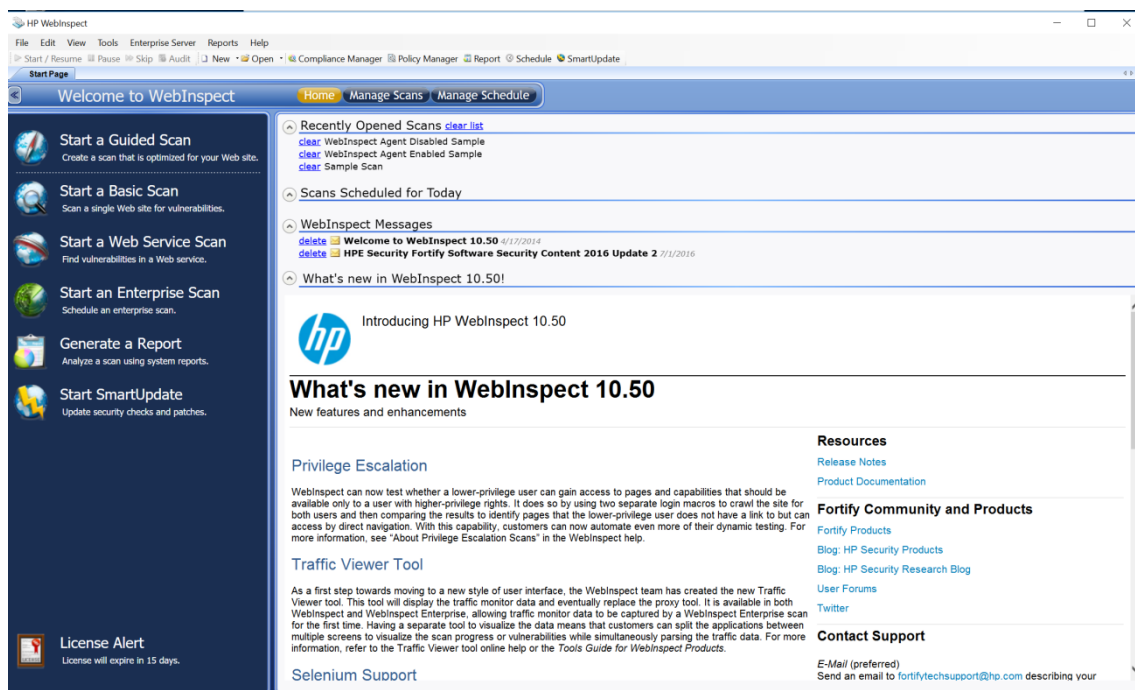 HP WebInspect
File Edit View Tools Enterprise Server Reports Help
Start / Resume Pause Skip Audit New Open Compliance Manager Policy Manager Report Schedule SmartUpdate
Start Page
Welcome to WebInspect
Home Manage Scans Manage Schedule
Start a Guided Scan
Create a scan that is optimized for your Web site.
Start a Basic Scan
Scan a single Web site for vulnerabilities.
Start a Web Service Scan
Find vulnerabilities in a Web service.
Start an Enterprise Scan
Schedule an enterprise scan.
Generate a Report
Analyze a scan using system reports.
Start SmartUpdate
Update security checks and patches.
License Alert
License will expire in 15 days.
Recently Opened Scans clear list
clear WebInspect Agent Disabled Sample
clear WebInspect Agent Enabled Sample
clear Sample Scan
Scans Scheduled for Today
WebInspect Messages
delete Welcome to WebInspect 10.50 4/17/2014
delete HPE Security Fortify Software Security Content 2016 Update 2 7/1/2016
What's new in WebInspect 10.50!
hp
Introducing HP WebInspect 10.50
What's new in WebInspect 10.50
New features and enhancements
Privilege Escalation
WebInspect can now test whether a lower-privilege user can gain access to pages and capabilities that should be
available only to a user with higher-privilege rights. It does so by using two separate login macros to crawl the site for
both users and then comparing the results to identify pages that the lower-privilege user does not have a link to but can
access by direct navigation. With this capability, customers can now automate even more of their dynamic testing. For
more information, see “About Privilege Escalation Scans” in the WebInspect help.
Traffic Viewer Tool
As a first step towards moving to a new style of user interface, the WebInspect team has created the new Traffic
Viewer tool. This tool will display the traffic monitor data and eventually replace the proxy tool. It is available in both
WebInspect and WebInspect Enterprise, allowing traffic monitor data to be captured by a WebInspect Enterprise scan
for the first time. Having a separate tool to visualize the data means that customers can split the applications between
multiple screens to visualize the scan progress or vulnerabilities while simultaneously parsing the traffic data. For more
information, refer to the Traffic Viewer tool online help or the Tools Guide for WebInspect Products.
Selenium Support
Resources
Release Notes
Product Documentation
Fortify Community and Products
Fortify Products
Blog: HP Security Products
Blog: HP Security Research Blog
User Forums
Twitter
Contact Support
E-Mail (preferred)
Send an email to fortifytechsupport@hp.com describing your